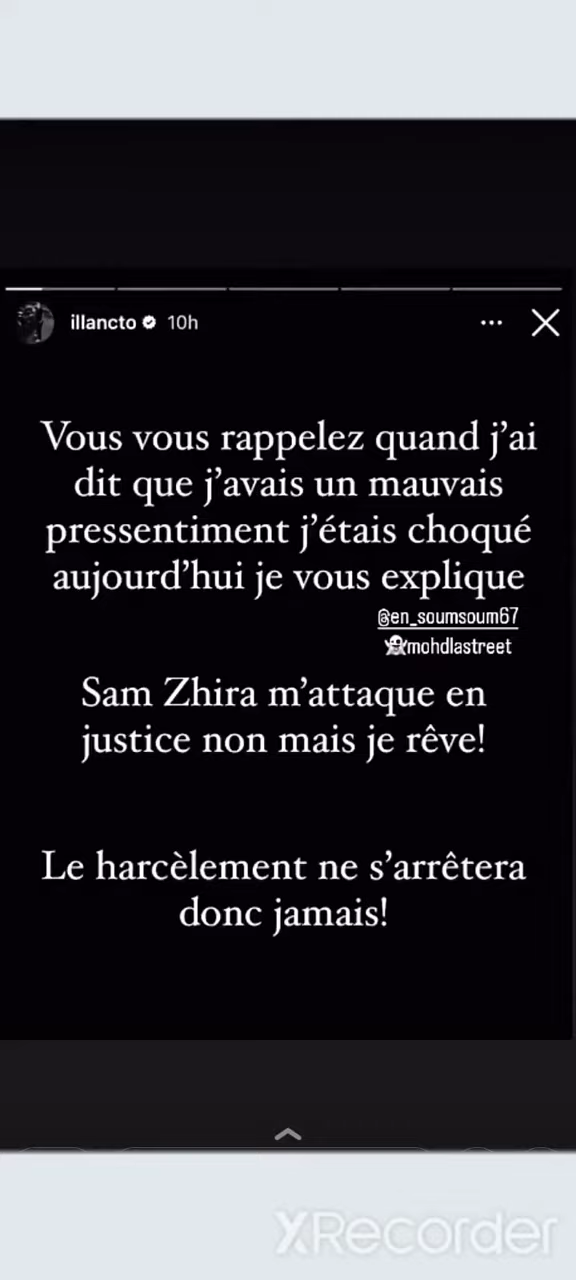 illancto 10h
Vous vous rappelez quand j'ai
dit que j'avais un mauvais
pressentiment j'étais choqué
aujourd'hui je vous explique
@en_soumsoum67
👻mohdlastreet
Sam Zhira m'attaque en
justice non mais je rêve!
Le harcèlement ne s'arrêtera
donc jamais!
XRecorder